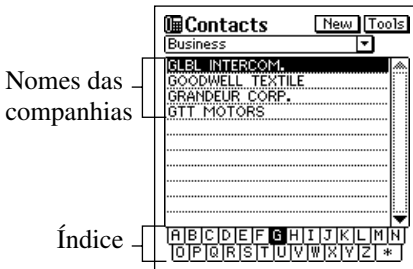 Contacts New Tools
Business
GLBL INTERCOM.
GOODWELL TEXTILE
GRANDEUR CORP.
GTT MOTORS
Nomes das
companhias
Índice
A B C D E F G H I J K L M N
O P Q R S T U V W X Y Z *